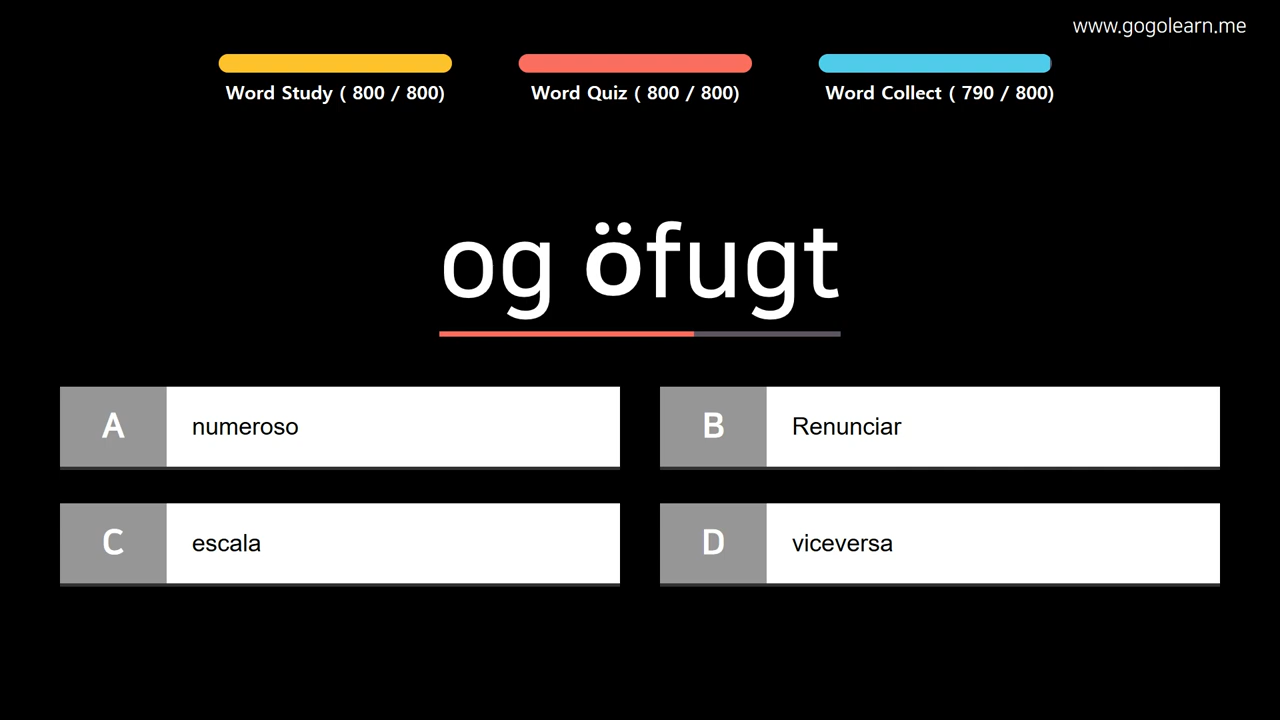 www.gogolearn.me
Word Study ( 800 / 800)
Word Quiz ( 800 / 800)
Word Collect ( 790 / 800)
og öfugt
A numeroso
B Renunciar
C escala
D viceversa